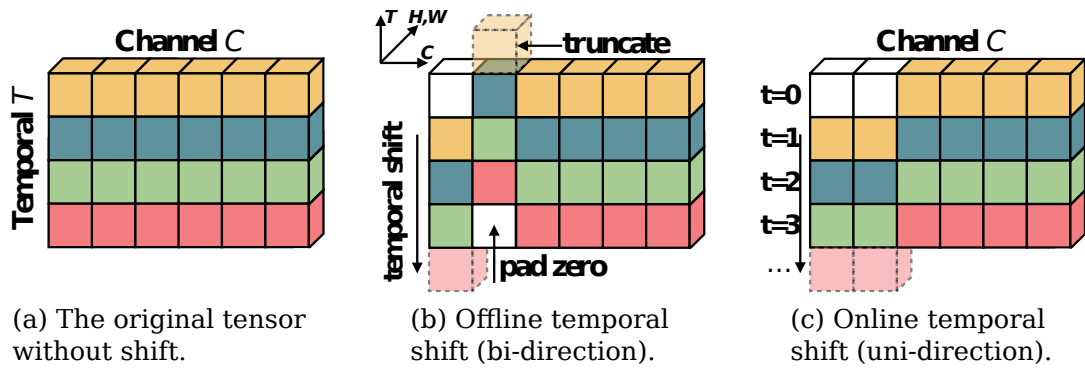 Channel C
Temporal T
(a) The original tensor
without shift.
T
H,W
C
truncate
temporal shift
pad zero
(b) Offline temporal
shift (bi-direction).
Channel C
t=0
t=1
t=2
t=3
...
(c) Online temporal
shift (uni-direction).